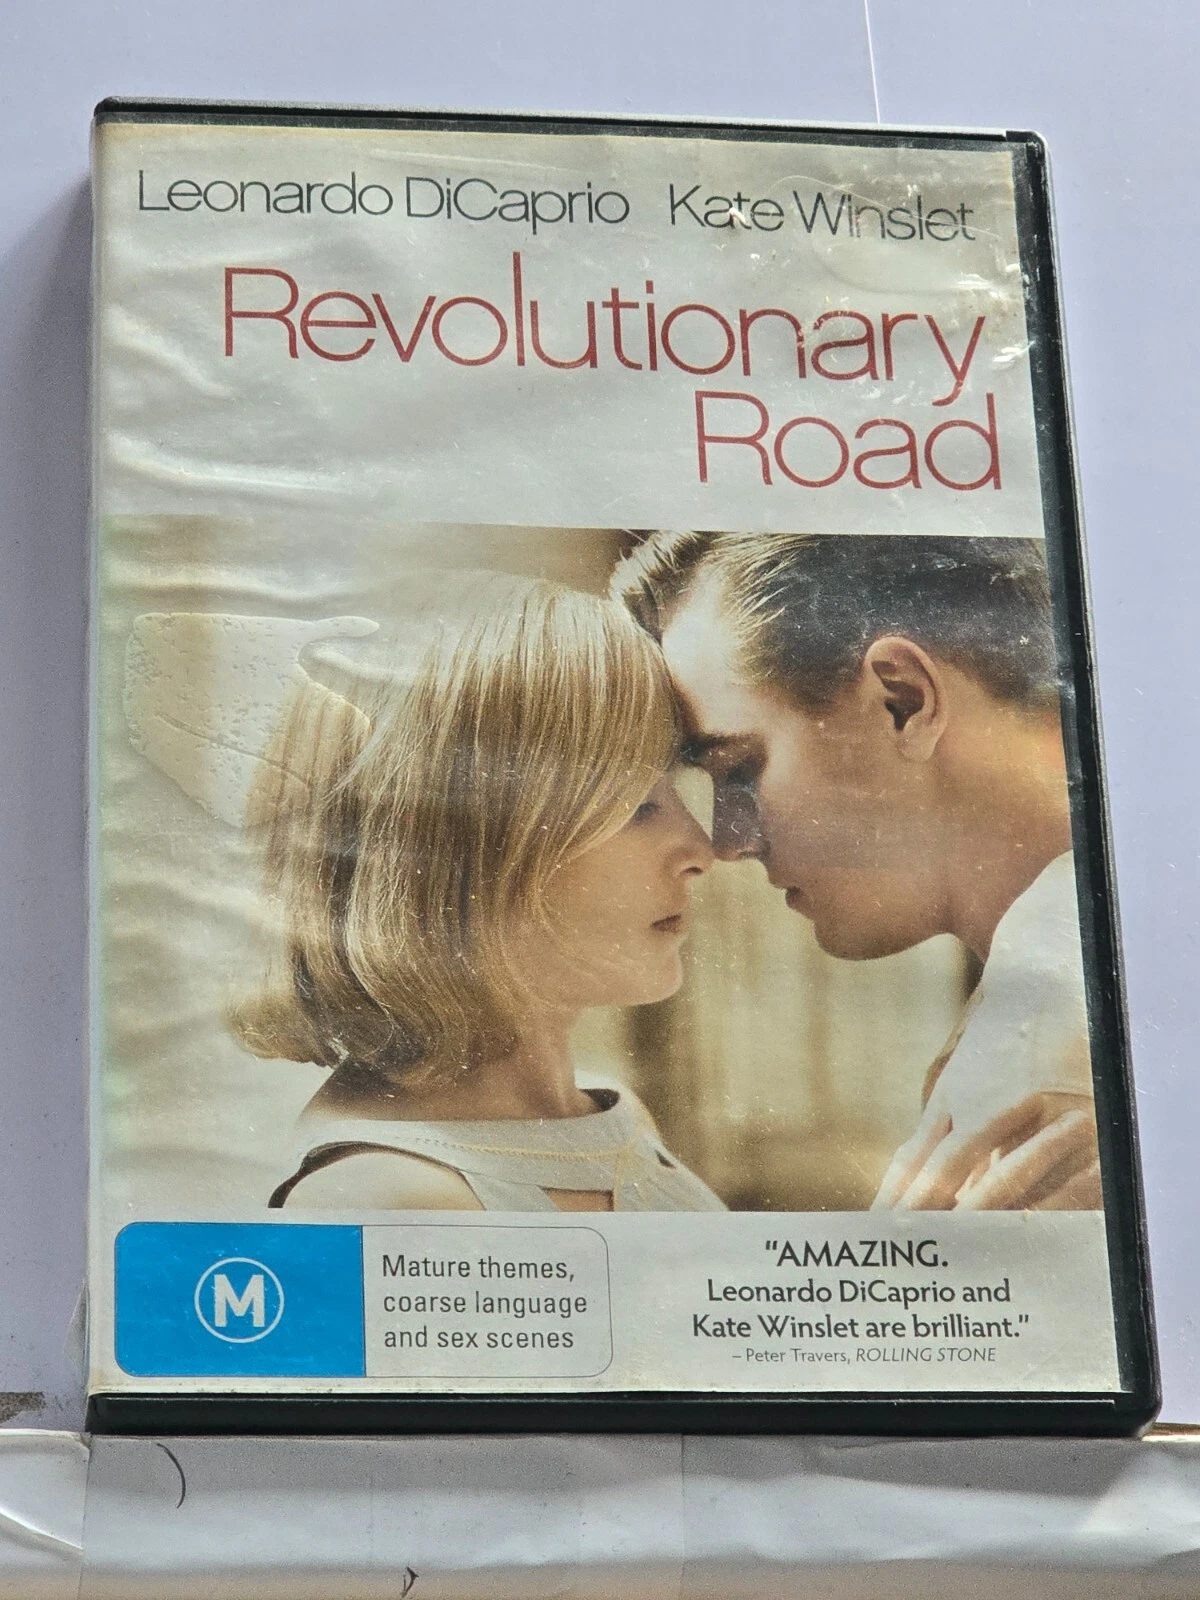 Leonardo DiCaprio Kate Winslet
Revolutionary
Road
M
Mature themes,
coarse language
and sex scenes
"AMAZING.
Leonardo DiCaprio and
Kate Winslet are brilliant."
– Peter Travers, ROLLING STONE